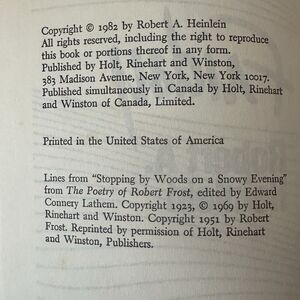 Copyright © 1982 by Robert A. Heinlein
All rights reserved, including the right to reproduce
this book or portions thereof in any form.
Published by Holt, Rinehart and Winston,
383 Madison Avenue, New York, New York 10017.
Published simultaneously in Canada by Holt, Rinehart
and Winston of Canada, Limited.
Printed in the United States of America
Lines from “Stopping by Woods on a Snowy Evening”
from The Poetry of Robert Frost, edited by Edward
Connery Lathem. Copyright 1923, © 1969 by Holt,
Rinehart and Winston. Copyright 1951 by Robert
Frost. Reprinted by permission of Holt, Rinehart
and Winston, Publishers.